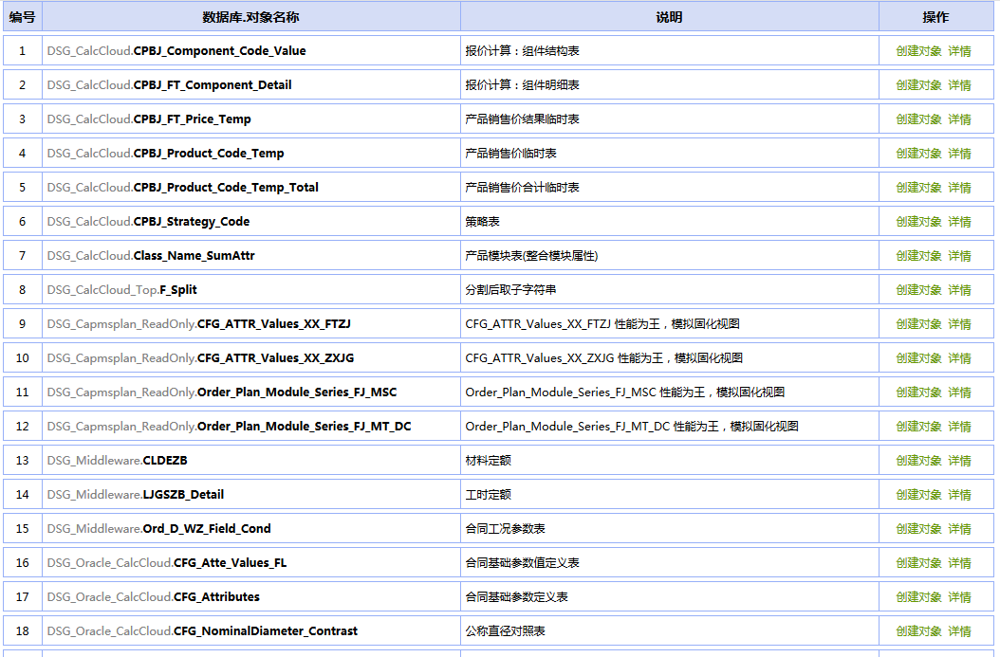 编号 数据库.对象名称 说明 操作
1 DSG_CalcCloud.CPBJ_Component_Code_Value 报价计算：组件结构表 创建对象 详情
2 DSG_CalcCloud.CPBJ_FT_Component_Detail 报价计算：组件明细表 创建对象 详情
3 DSG_CalcCloud.CPBJ_FT_Price_Temp 产品销售价结果临时表 创建对象 详情
4 DSG_CalcCloud.CPBJ_Product_Code_Temp 产品销售价临时表 创建对象 详情
5 DSG_CalcCloud.CPBJ_Product_Code_Temp_Total 产品销售价合计临时表 创建对象 详情
6 DSG_CalcCloud.CPBJ_Strategy_Code 策略表 创建对象 详情
7 DSG_CalcCloud.Class_Name_SumAttr 产品模块表(整合模块属性) 创建对象 详情
8 DSG_CalcCloud_Top.F_Split 分割后取子字符串 创建对象 详情
9 DSG_Capmsplan_ReadOnly.CFG_ATTR_Values_XX_FTZJ CFG_ATTR_Values_XX_FTZJ 性能为王，模拟固化视图 创建对象 详情
10 DSG_Capmsplan_ReadOnly.CFG_ATTR_Values_XX_ZXJG CFG_ATTR_Values_XX_ZXJG 性能为王，模拟固化视图 创建对象 详情
11 DSG_Capmsplan_ReadOnly.Order_Plan_Module_Series_FJ_MSC Order_Plan_Module_Series_FJ_MSC 性能为王，模拟固化视图 创建对象 详情
12 DSG_Capmsplan_ReadOnly.Order_Plan_Module_Series_FJ_MT_DC Order_Plan_Module_Series_FJ_MT_DC 性能为王，模拟固化视图 创建对象 详情
13 DSG_Middleware.CLDEZB 材料定额 创建对象 详情
14 DSG_Middleware.LJGSZB_Detail 工时定额 创建对象 详情
15 DSG_Middleware.Ord_D_WZ_Field_Cond 合同工况参数表 创建对象 详情
16 DSG_Oracle_CalcCloud.CFG_Atte_Values_FL 合同基础参数值定义表 创建对象 详情
17 DSG_Oracle_CalcCloud.CFG_Attributes 合同基础参数定义表 创建对象 详情
18 DSG_Oracle_CalcCloud.CFG_NominalDiameter_Contrast 公称直径对照表 创建对象 详情